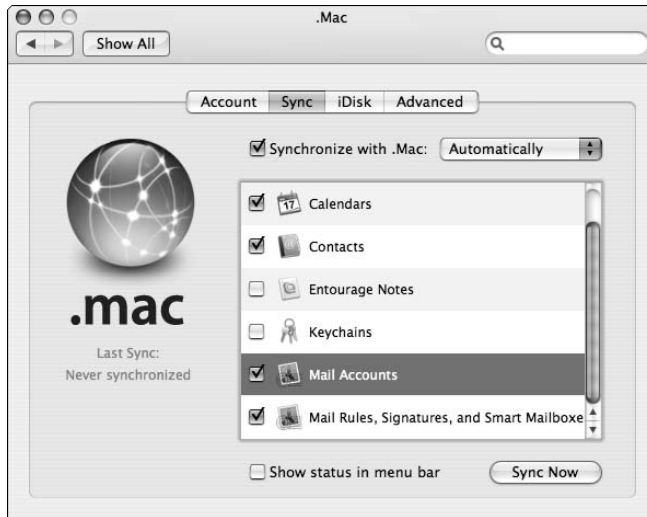 .Mac
Show All
Account Sync iDisk Advanced
Synchronize with .Mac: Automatically
17 Calendars
Contacts
Entourage Notes
Keychains
.mac
Last Sync:
Never synchronized
Mail Accounts
Mail Rules, Signatures, and Smart Mailboxe
Show status in menu bar Sync Now